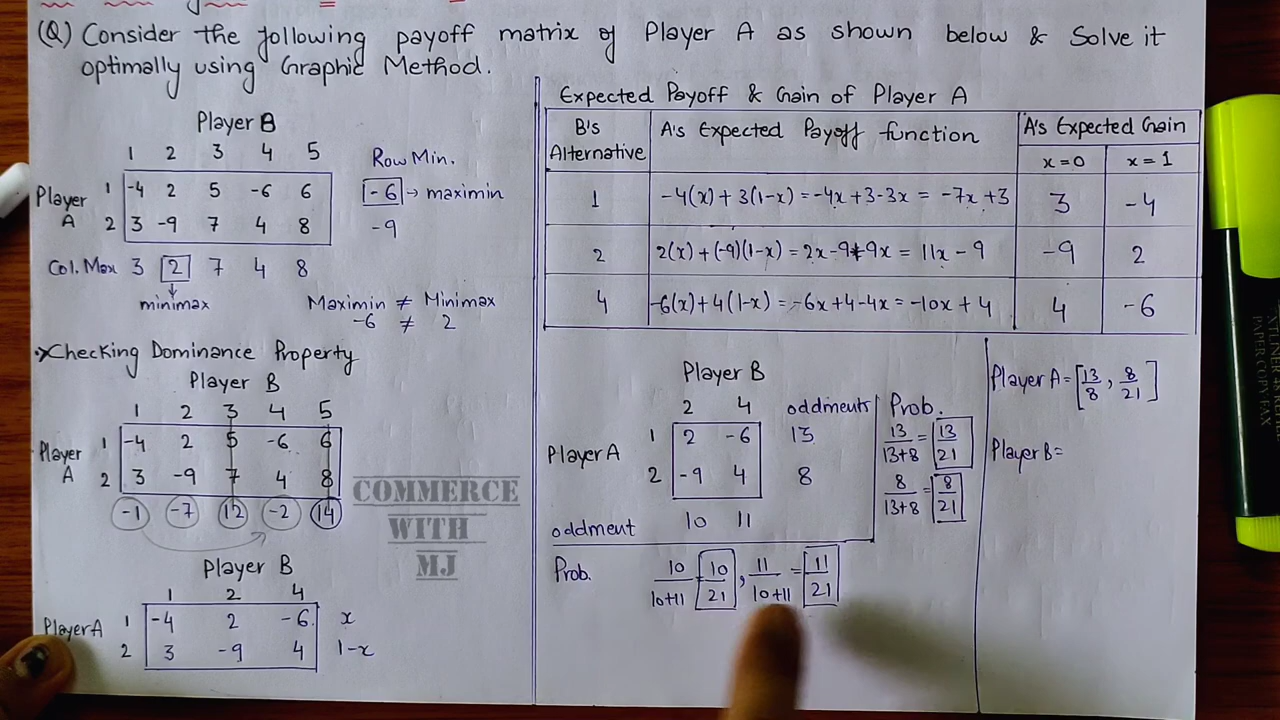 (Q) Consider the following payoff matrix of Player A as shown below & Solve it
optimally using Graphic Method.
Player B
1 2 3 4 5 Row Min.
Player A 1 -4 2 5 -6 6 -6 → maximin
2 3 -9 7 4 8 -9
Col. Max 3 2 7 4 8
minimax
Maximin ≠ Minimax
-6 ≠ 2
Checking Dominance Property
Player B
1 2 3 4 5
Player A 1 -4 2 5 -6 6
2 3 -9 7 4 8
-1 -7 12 -2 14
Player B
1 2 4
Player A 1 -4 2 -6 x
2 3 -9 4 1-x
COMMERCE
WITH
MJ
Expected Payoff & Gain of Player A
B's Alternative A's Expected Payoff function A's Expected Gain
x=0 x=1
1 -4(x)+3(1-x)=-4x+3-3x = -7x+3 3 -4
2 2(x)+(-9)(1-x)=2x-9+9x = 11x-9 -9 2
4 -6(x)+4(1-x)=-6x+4-4x=-10x+4 4 -6
Player B
2 4 oddments Prob.
Player A 1 2 -6 13 13/13+8 = 13/21
2 -9 4 8 8/13+8 = 8/21
oddment 10 11
Prob. 10/10+11 = 10/21 , 11/10+11 = 11/21
Player A = [13/8, 8/21]
Player B =